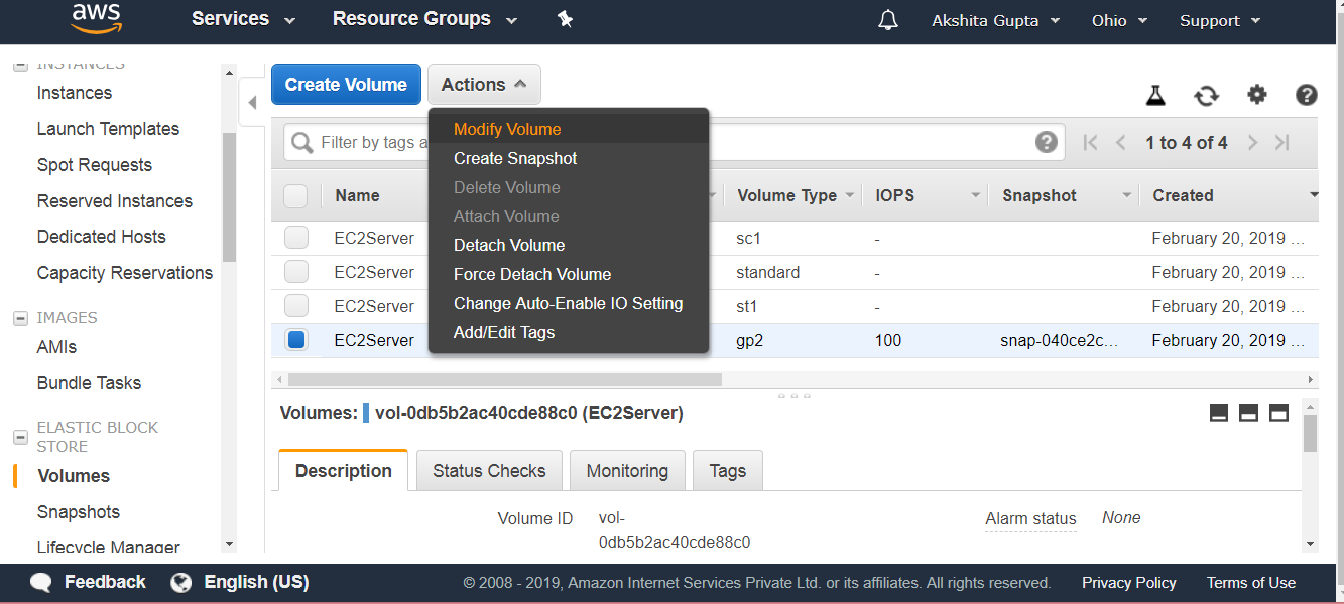 aws Services Resource Groups Akshita Gupta Ohio Support
INSTANCES
Instances
Launch Templates
Spot Requests
Reserved Instances
Dedicated Hosts
Capacity Reservations
IMAGES
AMIs
Bundle Tasks
ELASTIC BLOCK
STORE
Volumes
Snapshots
Lifecycle Manager
Create Volume Actions
Filter by tags a
1 to 4 of 4
Modify Volume
Create Snapshot
Delete Volume
Attach Volume
Detach Volume
Force Detach Volume
Change Auto-Enable IO Setting
Add/Edit Tags
Name Volume Type IOPS Snapshot Created
EC2Server sc1 - February 20, 2019 ...
EC2Server standard - February 20, 2019 ...
EC2Server st1 - February 20, 2019 ...
EC2Server gp2 100 snap-040ce2c... February 20, 2019 ...
Volumes: vol-0db5b2ac40cde88c0 (EC2Server)
Description Status Checks Monitoring Tags
Volume ID vol- Alarm status None
0db5b2ac40cde88c0
Feedback English (US) © 2008 - 2019, Amazon Internet Services Private Ltd. or its affiliates. All rights reserved. Privacy Policy Terms of Use